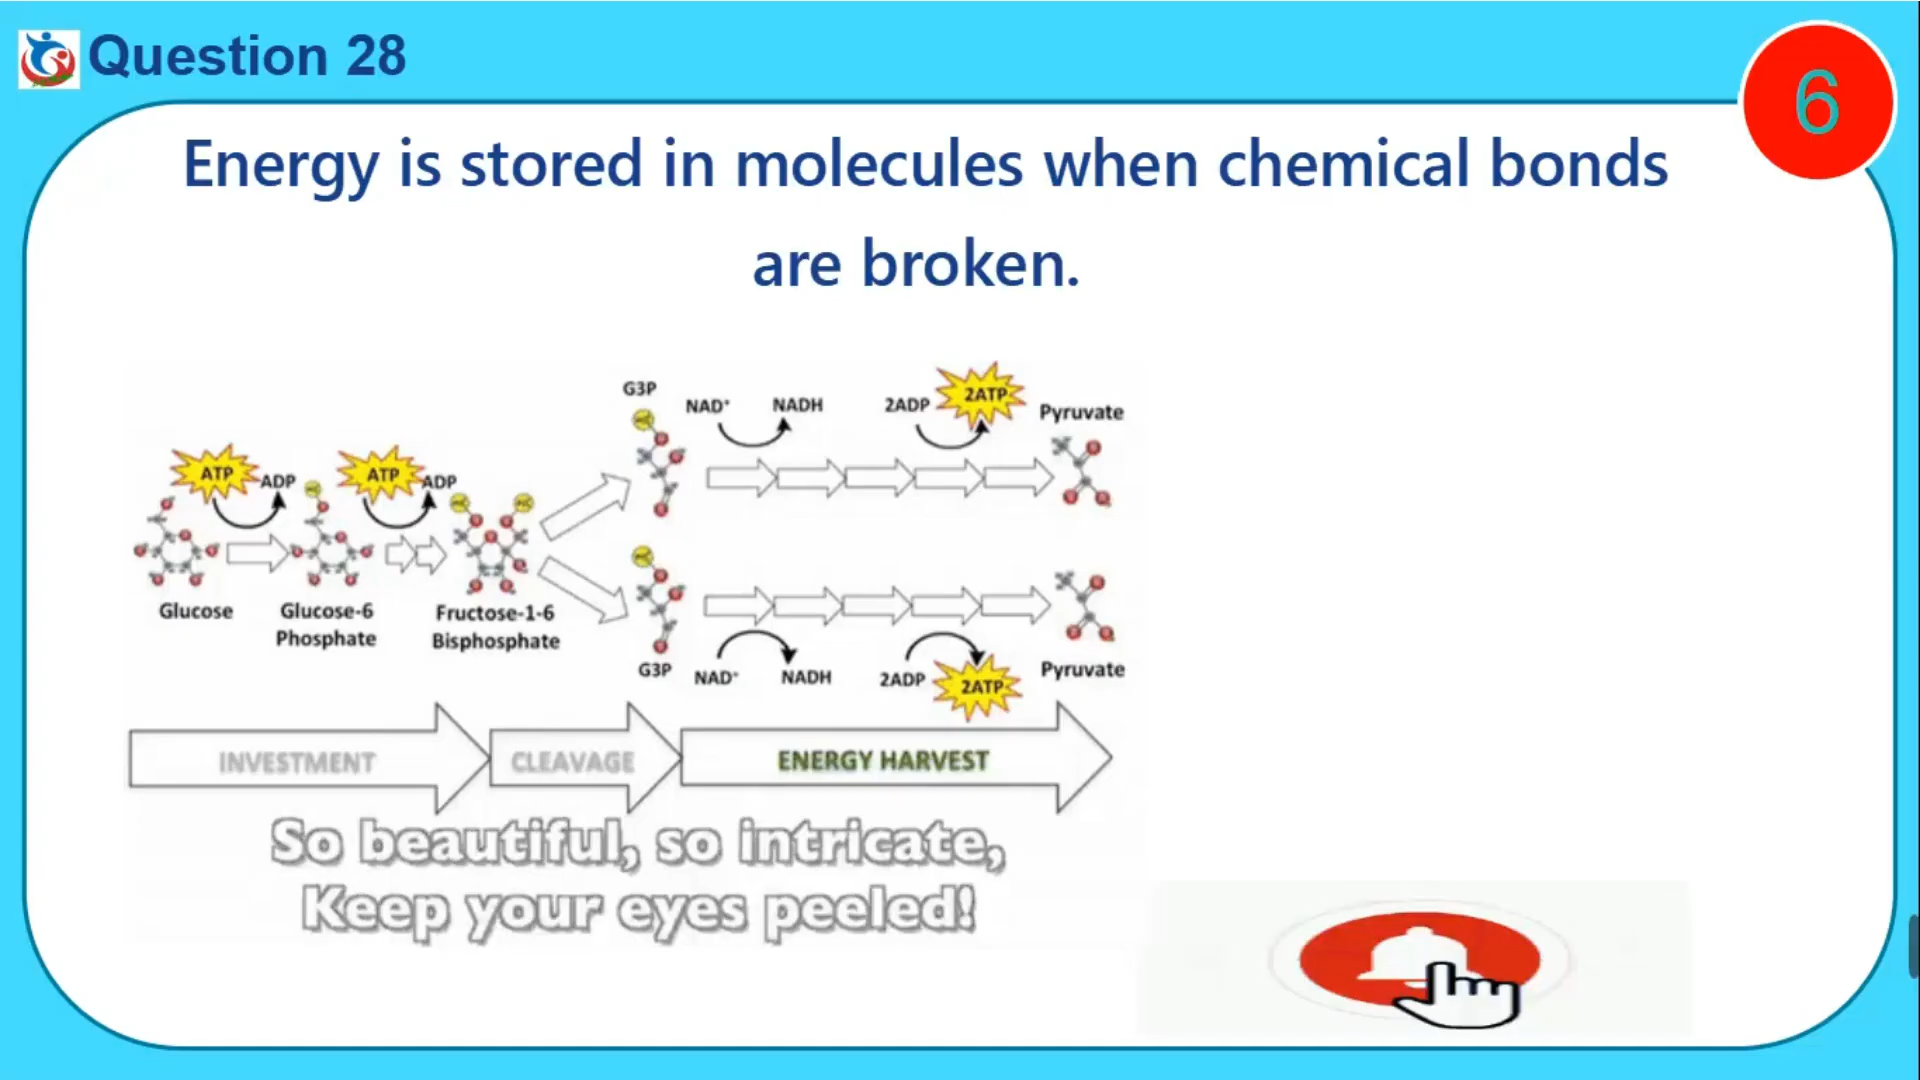 Question 28
6
Energy is stored in molecules when chemical bonds
are broken.
G3P
NAD+ NADH 2ADP 2ATP Pyruvate
ATP ADP ATP ADP
Glucose Glucose-6 Phosphate Fructose-1-6 Bisphosphate
G3P NAD+ NADH 2ADP 2ATP Pyruvate
INVESTMENT CLEAVAGE ENERGY HARVEST
So beautiful, so intricate,
Keep your eyes peeled!